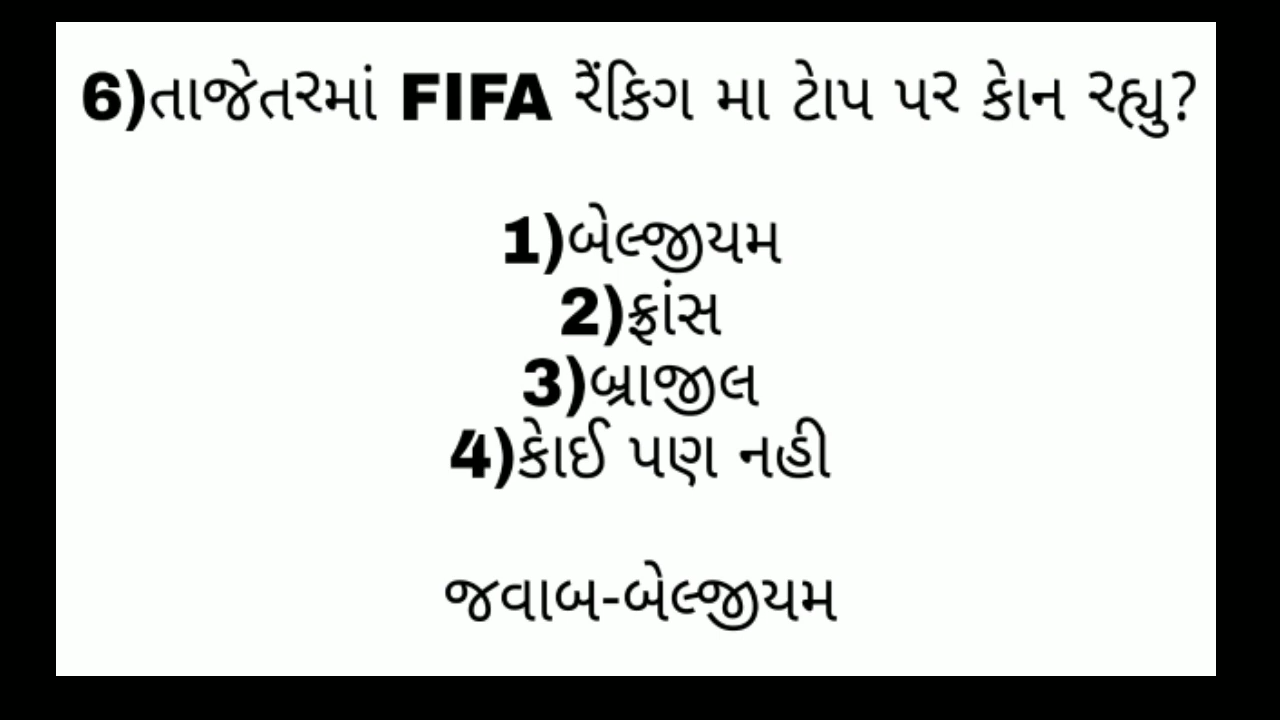 6)તાજેતરમાં FIFA રેંકિગ મા ટોપ પર કોન રહ્યુ?
1)બેલ્જીયમ
2)ફ્રાંસ
3)બ્રાજીલ
4)કોઈ પણ નહી
જવાબ-બેલ્જીયમ